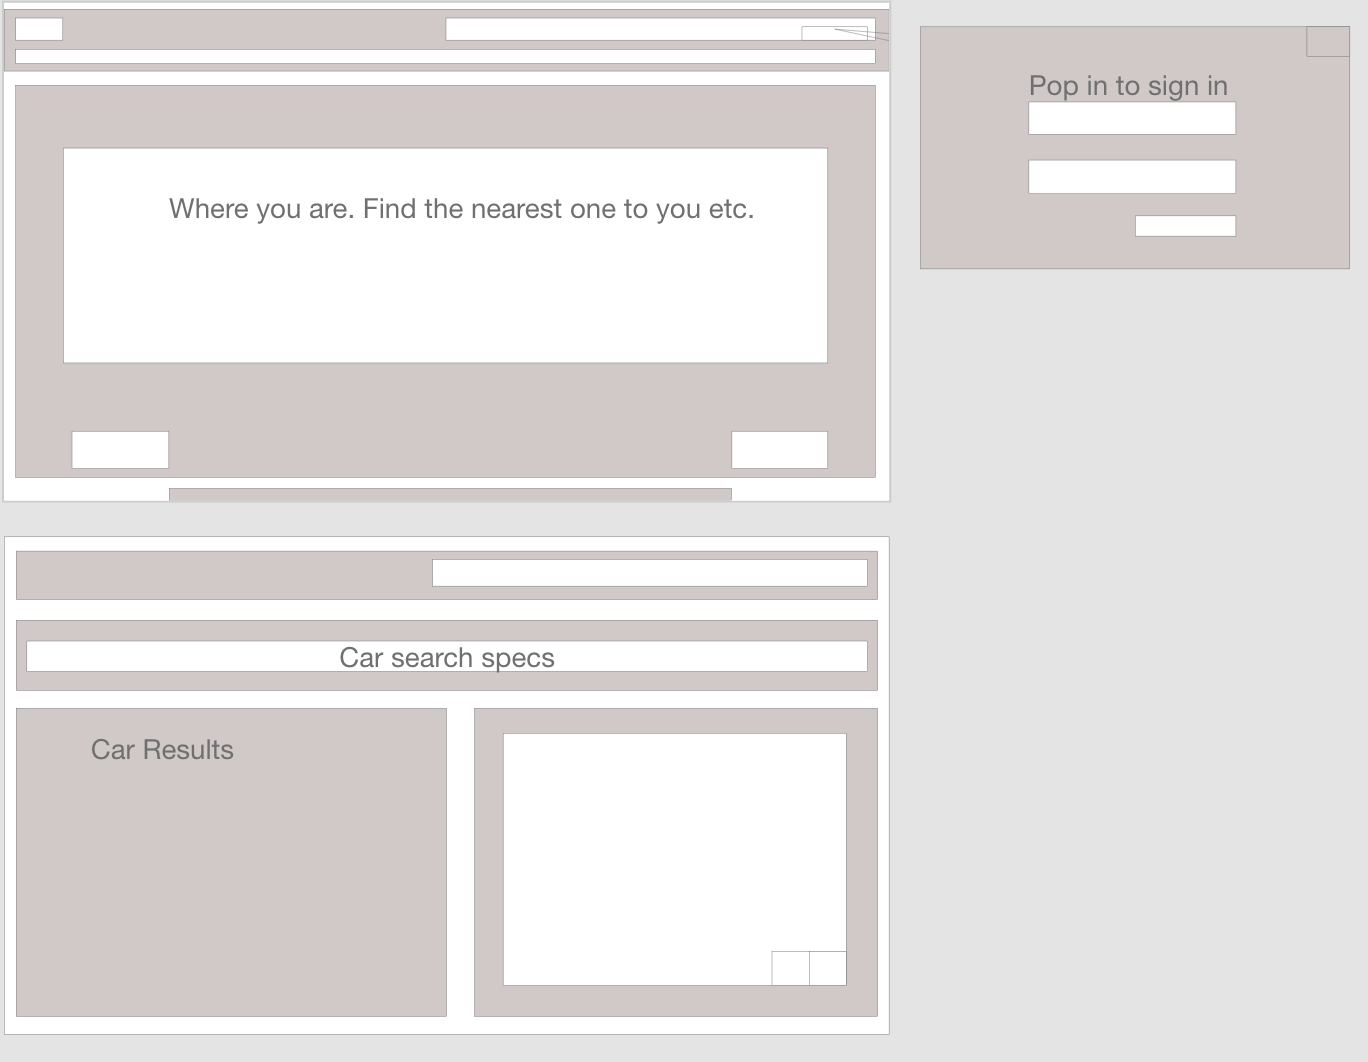 Pop in to sign in
Where you are. Find the nearest one to you etc.
Car search specs
Car Results